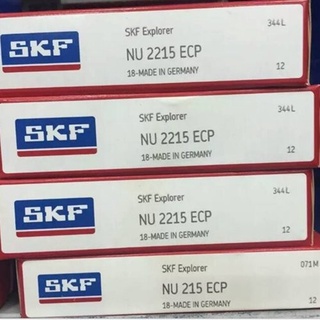 SKF
SKF Explorer
344L
NU 2215 ECP
18-MADE IN GERMANY
12
SKF
SKF Explorer
344L
NU 2215 ECP
18-MADE IN GERMANY
12
SKF
SKF Explorer
344L
NU 2215 ECP
18-MADE IN GERMANY
12
SKF
SKF Explorer
071M
NU 215 ECP
18-MADE IN GERMANY
12